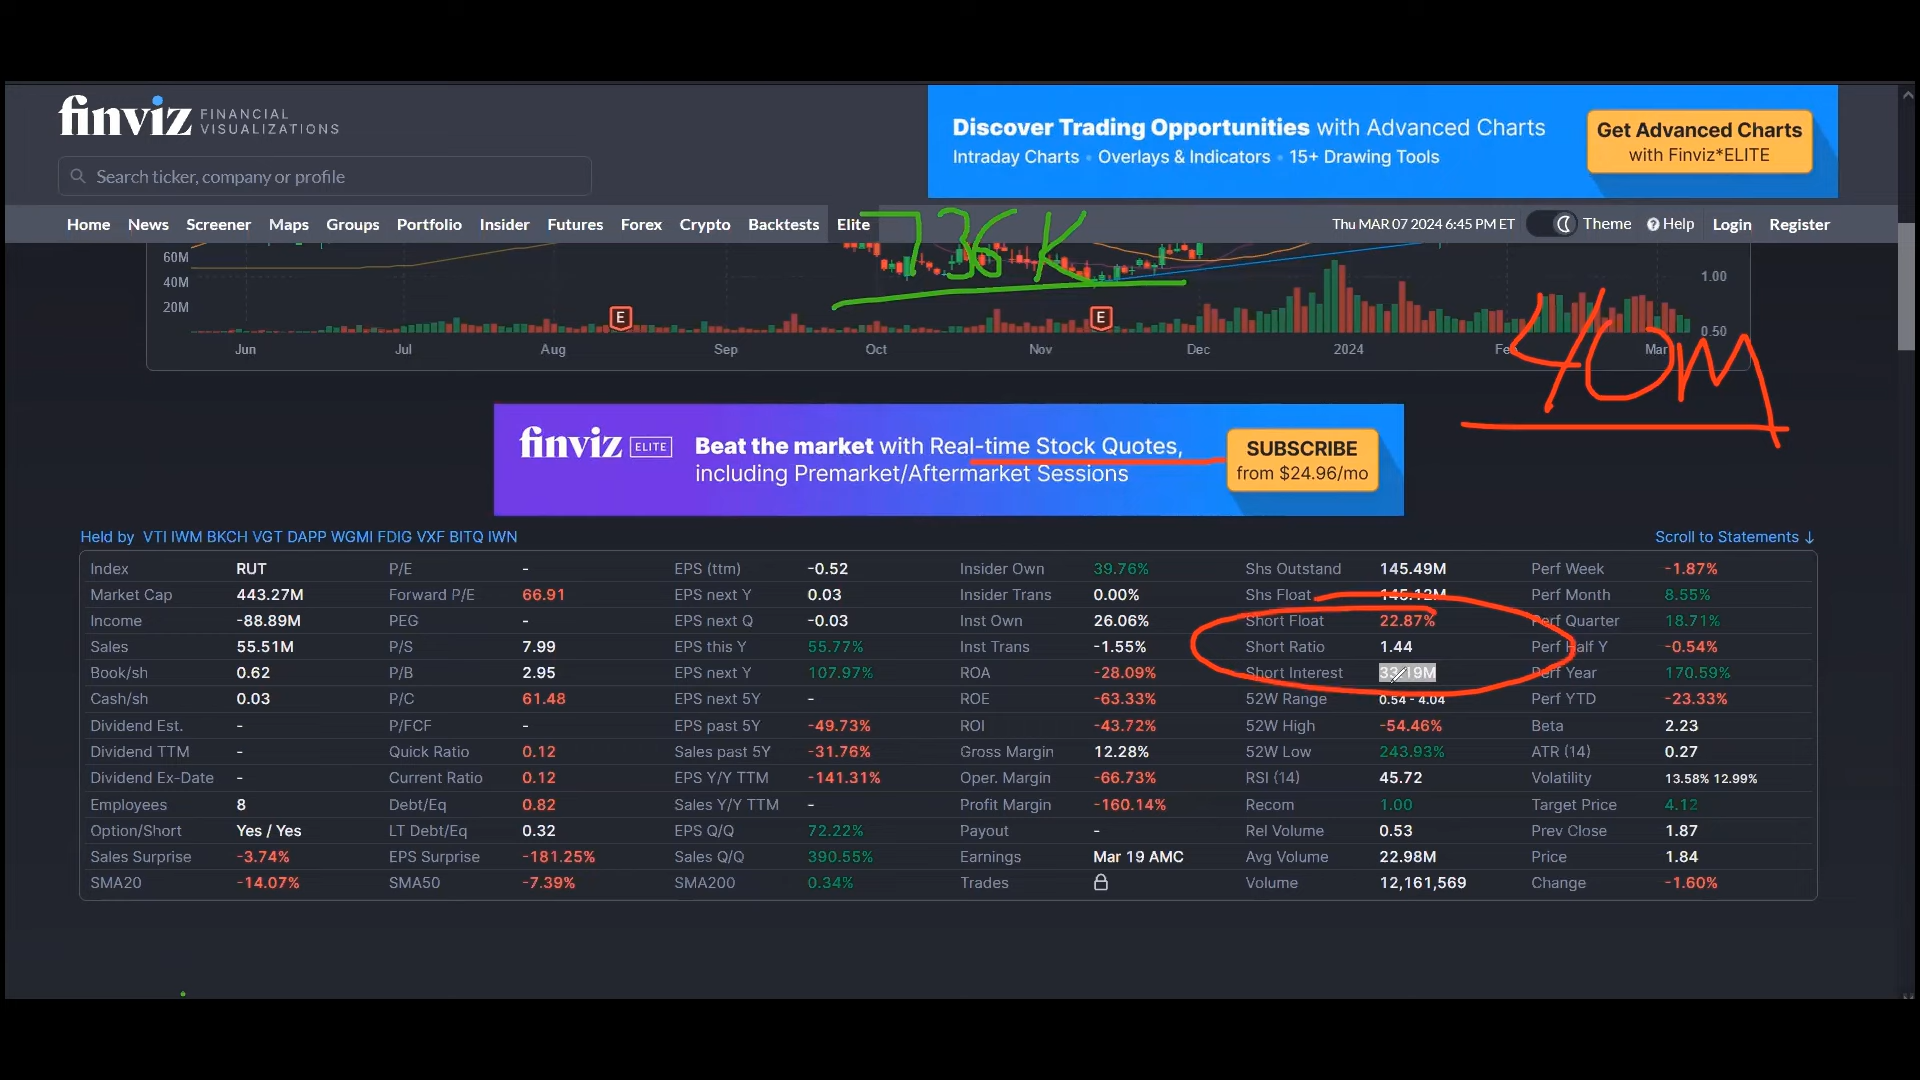 finviz FINANCIAL VISUALIZATIONS
Discover Trading Opportunities with Advanced Charts
Intraday Charts • Overlays & Indicators • 15+ Drawing Tools
Get Advanced Charts
with Finviz*ELITE
Search ticker, company or profile
Home News Screener Maps Groups Portfolio Insider Futures Forex Crypto Backtests Elite
Thu MAR 07 2024 6:45 PM ET Theme Help Login Register
736K
60M
40M 1.00
20M
E E
0.50
Jun Jul Aug Sep Oct Nov Dec 2024 Mar
40M
finviz ELITE
Beat the market with Real-time Stock Quotes,
including Premarket/Aftermarket Sessions
SUBSCRIBE
from $24.96/mo
Held by VTI IWM BKCH VGT DAPP WGMI FDIG VXF BITQ IWN Scroll to Statements ↓
Index RUT P/E - EPS (ttm) -0.52 Insider Own 39.76% Shs Outstand 145.49M Perf Week -1.87%
Market Cap 443.27M Forward P/E 66.91 EPS next Y 0.03 Insider Trans 0.00% Shs Float 145.12M Perf Month 8.55%
Income -88.89M PEG - EPS next Q -0.03 Inst Own 26.06% Short Float 22.87% Perf Quarter 18.71%
Sales 55.51M P/S 7.99 EPS this Y 55.77% Inst Trans -1.55% Short Ratio 1.44 Perf Half Y -0.54%
Book/sh 0.62 P/B 2.95 EPS next Y 107.97% ROA -28.09% Short Interest 33.19M Perf Year 170.59%
Cash/sh 0.03 P/C 61.48 EPS next 5Y - ROE -63.33% 52W Range 0.54 - 4.04 Perf YTD -23.33%
Dividend Est. - P/FCF - EPS past 5Y -49.73% ROI -43.72% 52W High -54.46% Beta 2.23
Dividend TTM - Quick Ratio 0.12 Sales past 5Y -31.76% Gross Margin 12.28% 52W Low 243.93% ATR (14) 0.27
Dividend Ex-Date - Current Ratio 0.12 EPS Y/Y TTM -141.31% Oper. Margin -66.73% RSI (14) 45.72 Volatility 13.58% 12.99%
Employees 8 Debt/Eq 0.82 Sales Y/Y TTM - Profit Margin -160.14% Recom 1.00 Target Price 4.12
Option/Short Yes / Yes LT Debt/Eq 0.32 EPS Q/Q 72.22% Payout - Rel Volume 0.53 Prev Close 1.87
Sales Surprise -3.74% EPS Surprise -181.25% Sales Q/Q 390.55% Earnings Mar 19 AMC Avg Volume 22.98M Price 1.84
SMA20 -14.07% SMA50 -7.39% SMA200 0.34% Trades Volume 12,161,569 Change -1.60%